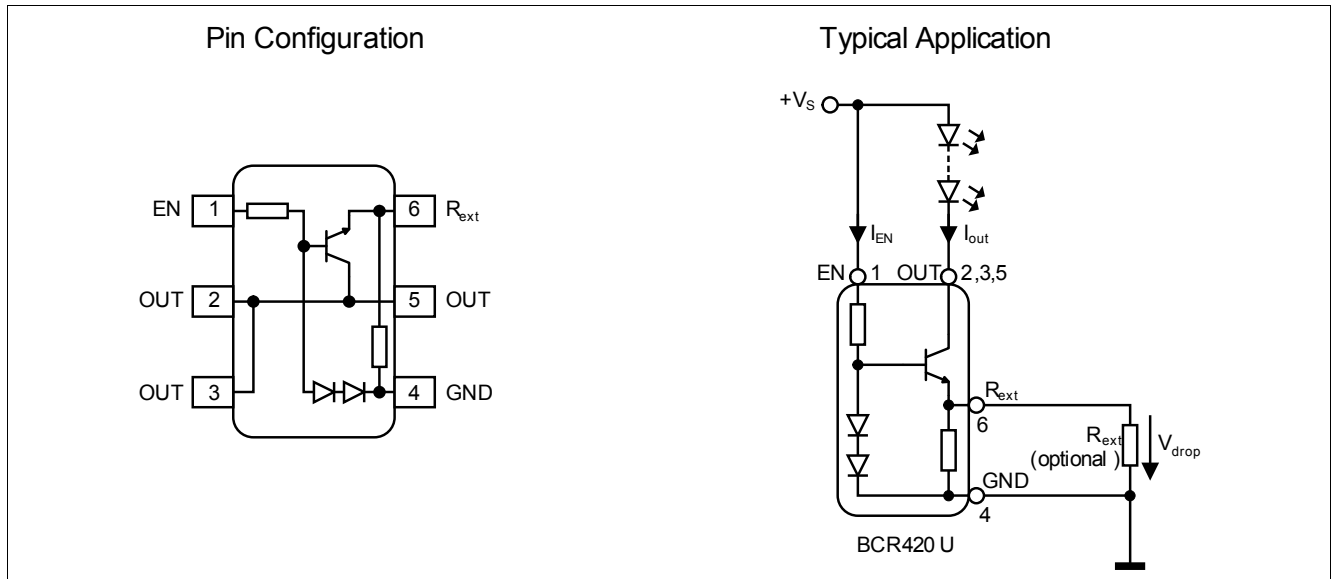 Pin Configuration
Typical Application
EN 1
6 Rext
OUT 2
5 OUT
OUT 3
4 GND
+VS
IEN
Iout
EN 1 OUT 2,3,5
Rext
6
Rext
(optional )
Vdrop
GND
4
BCR420 U